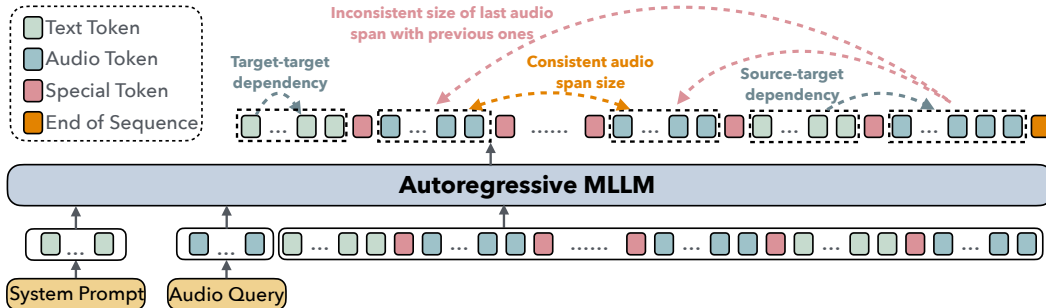 Text Token
Audio Token
Special Token
End of Sequence
Inconsistent size of last audio
span with previous ones
Target-target
dependency
Consistent audio
span size
Source-target
dependency
... ... ...... ... ... ...
Autoregressive MLLM
... ... ... ... ...... ... ... ...
System Prompt
Audio Query